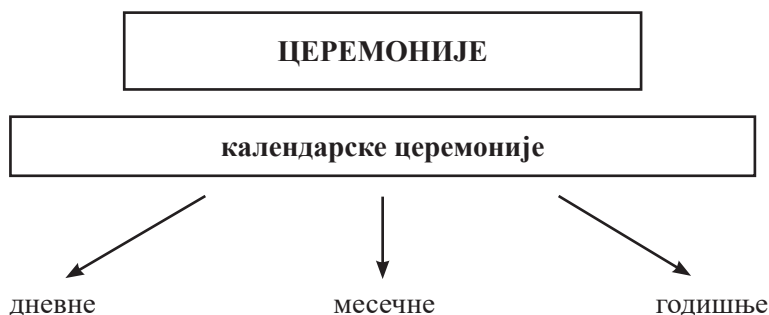 ЦЕРЕМОНИЈЕ
календарске церемоније
дневне месечне годишње